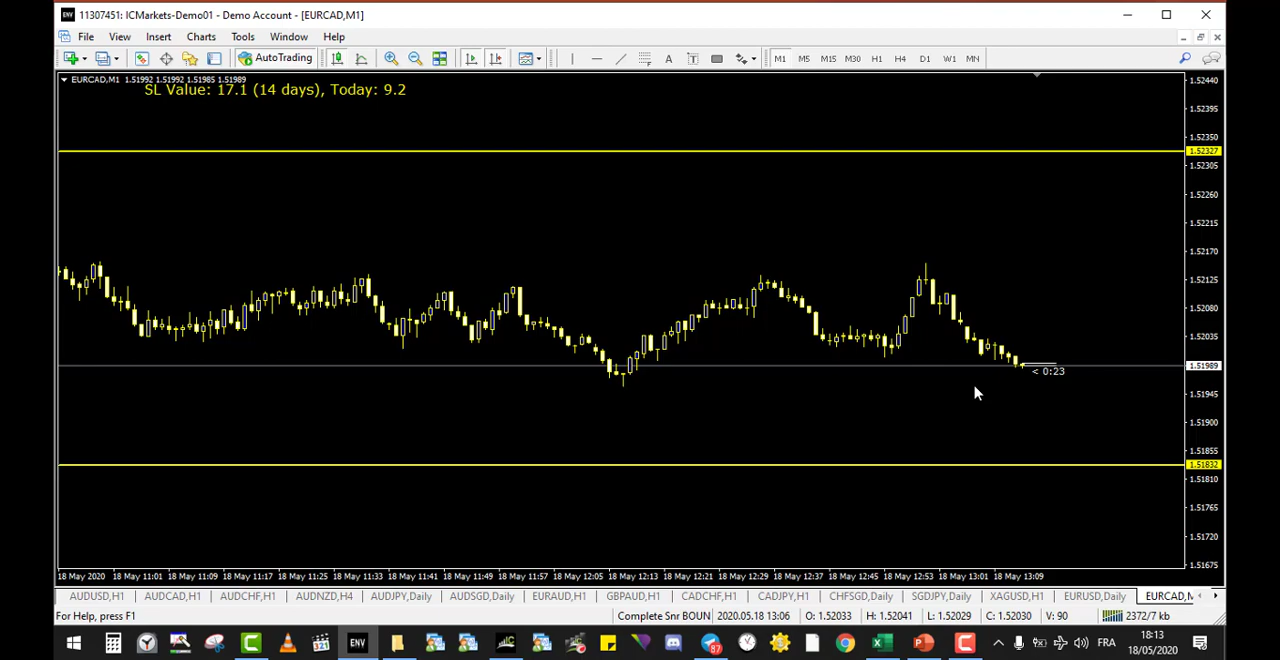 11307451: ICMarkets-Demo01 - Demo Account - [EURCAD,M1]
File View Insert Charts Tools Window Help
AutoTrading M1 M5 M15 M30 H1 H4 D1 W1 MN
EURCAD,M1 1.51992 1.51992 1.51985 1.51989
SL Value: 17.1 (14 days), Today: 9.2
1.52440
1.52395
1.52350
1.52327
1.52305
1.52260
1.52215
1.52170
1.52125
1.52080
1.52035
1.51989
< 0:23
1.51945
1.51900
1.51855
1.51832
1.51810
1.51765
1.51720
1.51675
18 May 2020 18 May 11:01 18 May 11:09 18 May 11:17 18 May 11:25 18 May 11:33 18 May 11:41 18 May 11:49 18 May 11:57 18 May 12:05 18 May 12:13 18 May 12:21 18 May 12:29 18 May 12:37 18 May 12:45 18 May 12:53 18 May 13:01 18 May 13:09
AUDUSD,H1 AUDCAD,H1 AUDCHF,H1 AUDNZD,H4 AUDJPY,Daily AUDSGD,Daily EURAUD,H1 GBPAUD,H1 CADCHF,H1 CADJPY,H1 CHFSGD,Daily SGDJPY,Daily XAGUSD,H1 EURUSD,Daily EURCAD,M
For Help, press F1 Complete Snr BOUN 2020.05.18 13:06 O: 1.52033 H: 1.52041 L: 1.52029 C: 1.52030 V: 90 2372/7 kb
ENV 87 FRA 18:13
18/05/2020